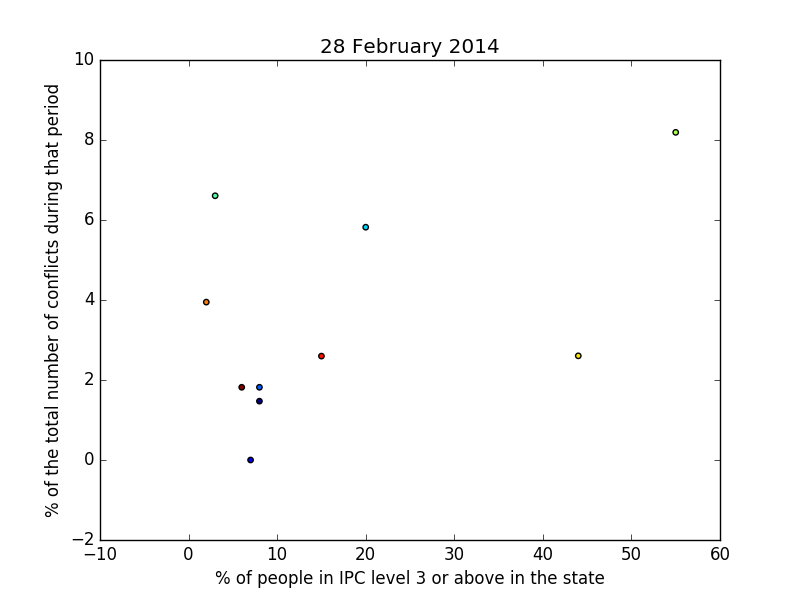 28 February 2014
% of the total number of conflicts during that period
10
8
6
4
2
0
−2
−10 0 10 20 30 40 50 60
% of people in IPC level 3 or above in the state